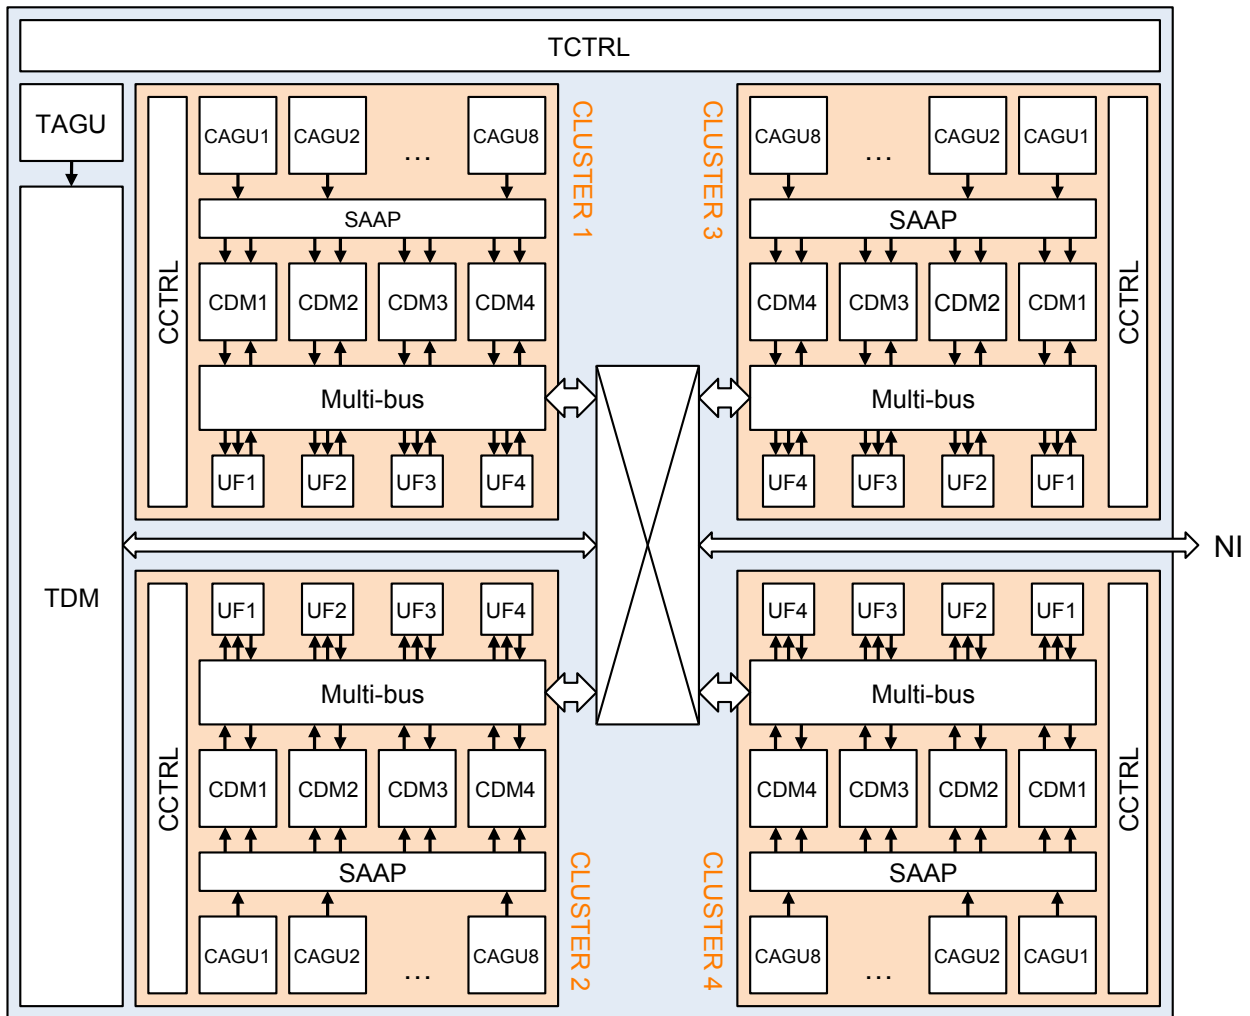 TCTRL
TAGU
TDM
CLUSTER 1
CCTRL
CAGU1 CAGU2 ... CAGU8
SAAP
CDM1 CDM2 CDM3 CDM4
Multi-bus
UF1 UF2 UF3 UF4
CLUSTER 3
CAGU8 ... CAGU2 CAGU1
SAAP
CDM4 CDM3 CDM2 CDM1
Multi-bus
UF4 UF3 UF2 UF1
CCTRL
NI
CCTRL
UF1 UF2 UF3 UF4
Multi-bus
CDM1 CDM2 CDM3 CDM4
SAAP
CAGU1 CAGU2 ... CAGU8
CLUSTER 2
UF4 UF3 UF2 UF1
Multi-bus
CDM4 CDM3 CDM2 CDM1
SAAP
CAGU8 ... CAGU2 CAGU1
CLUSTER 4
CCTRL